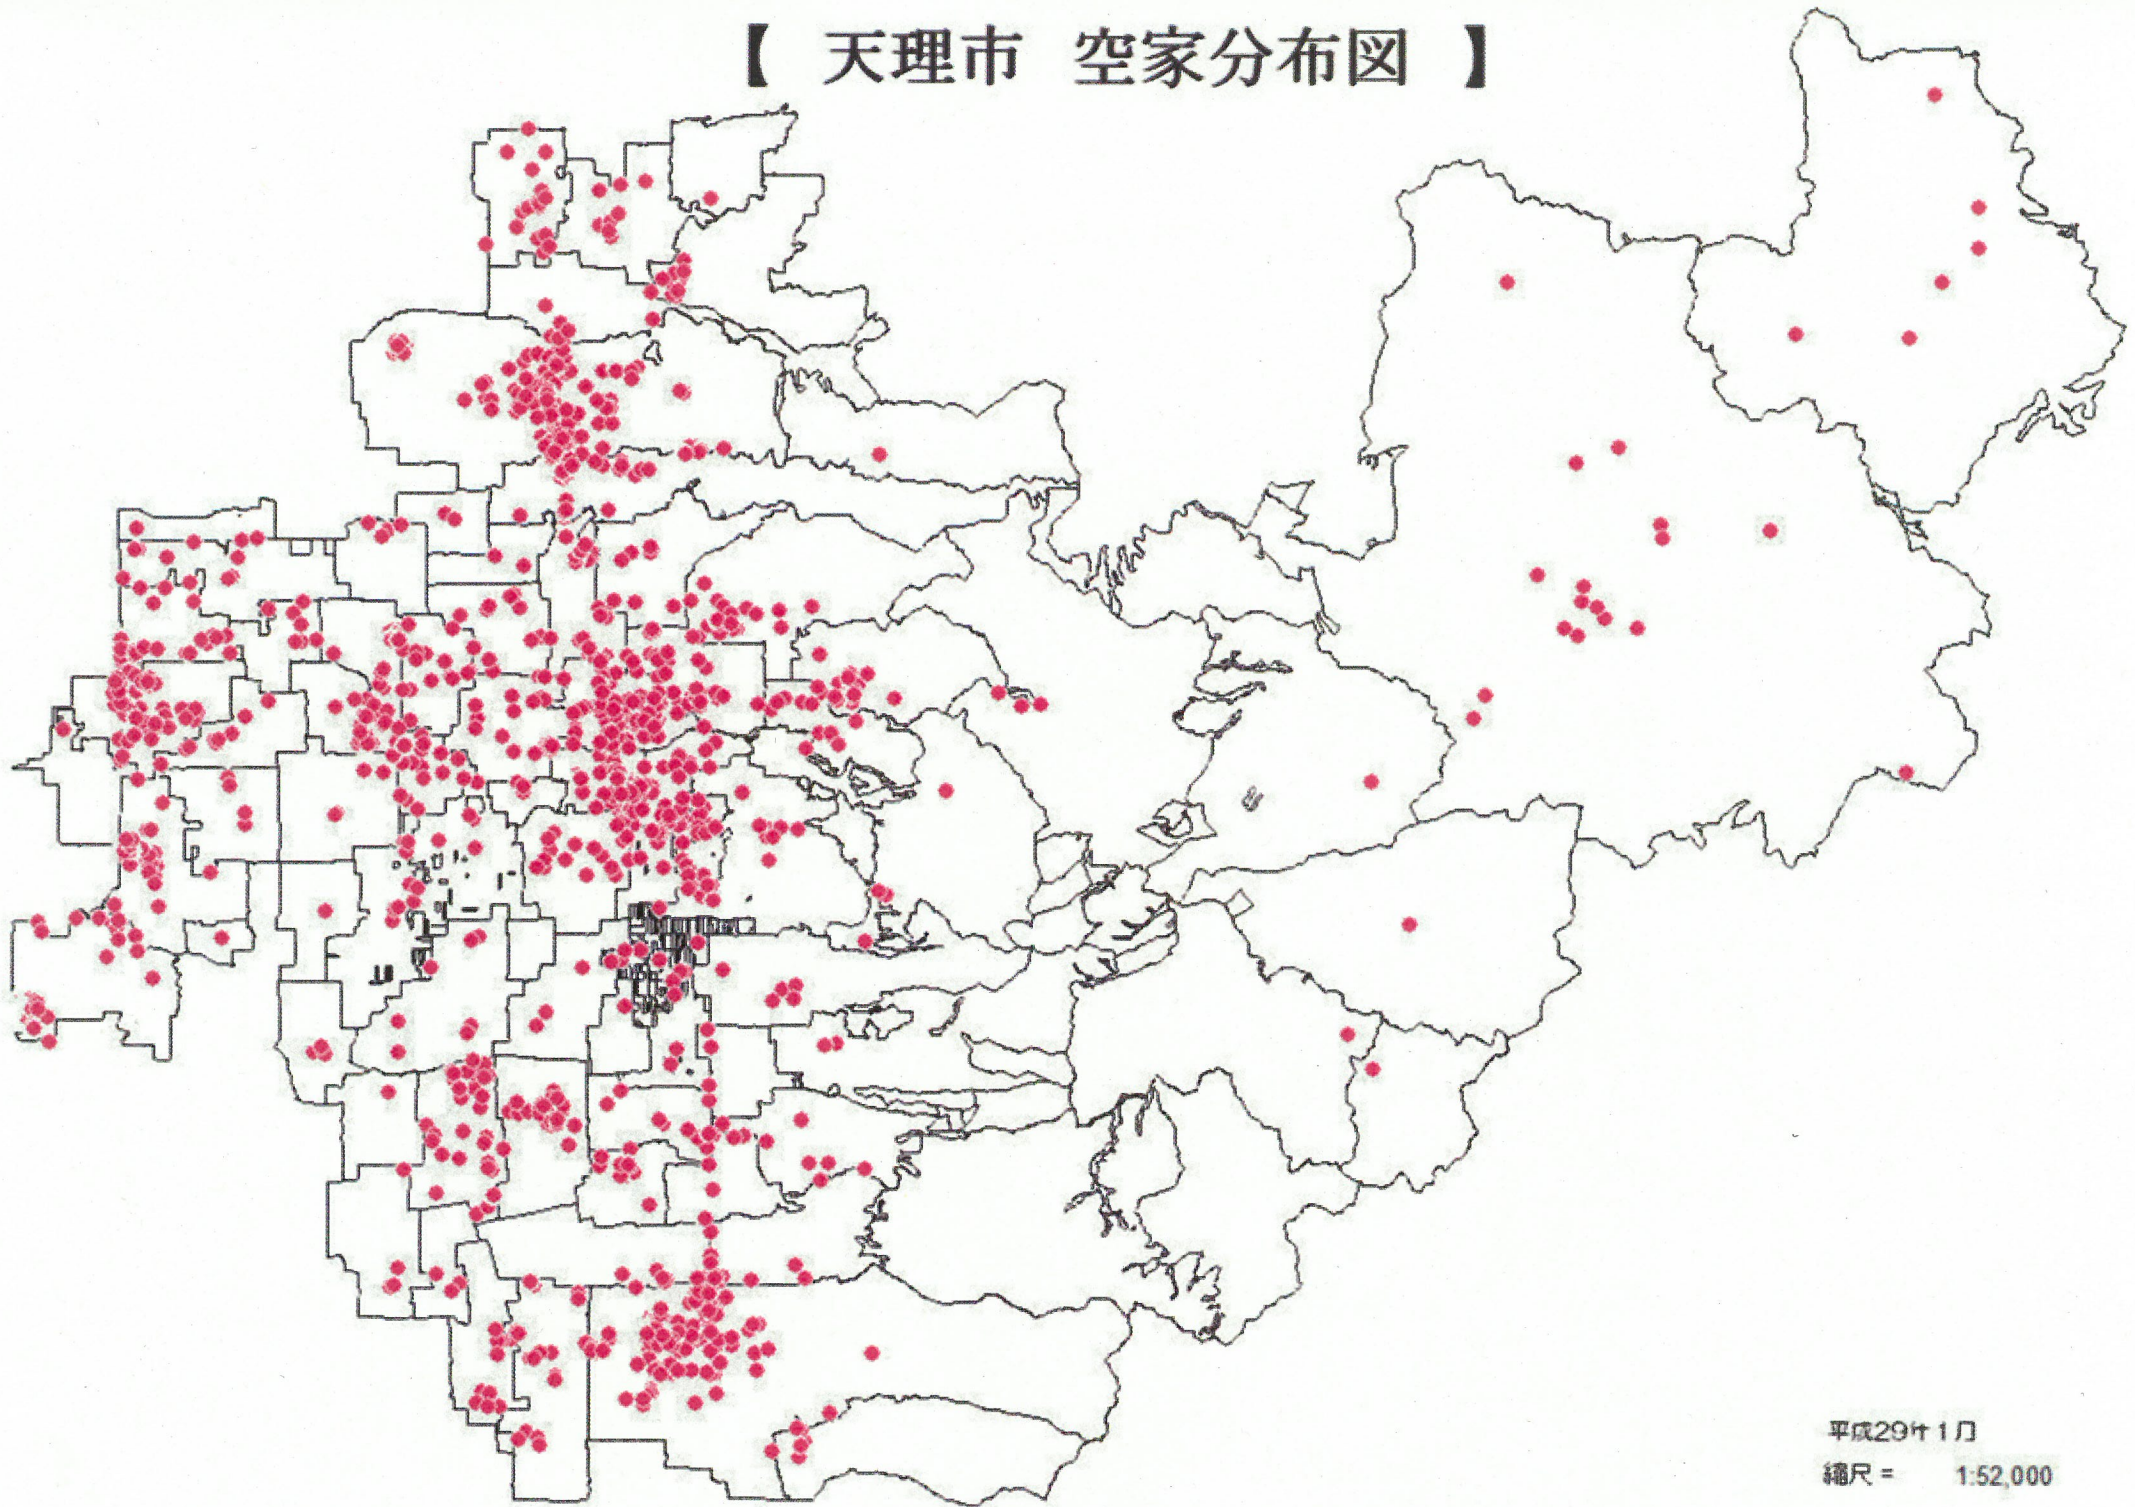 【 天理市 空家分布図 】
平成29年1月
縮尺 = 1:52,000